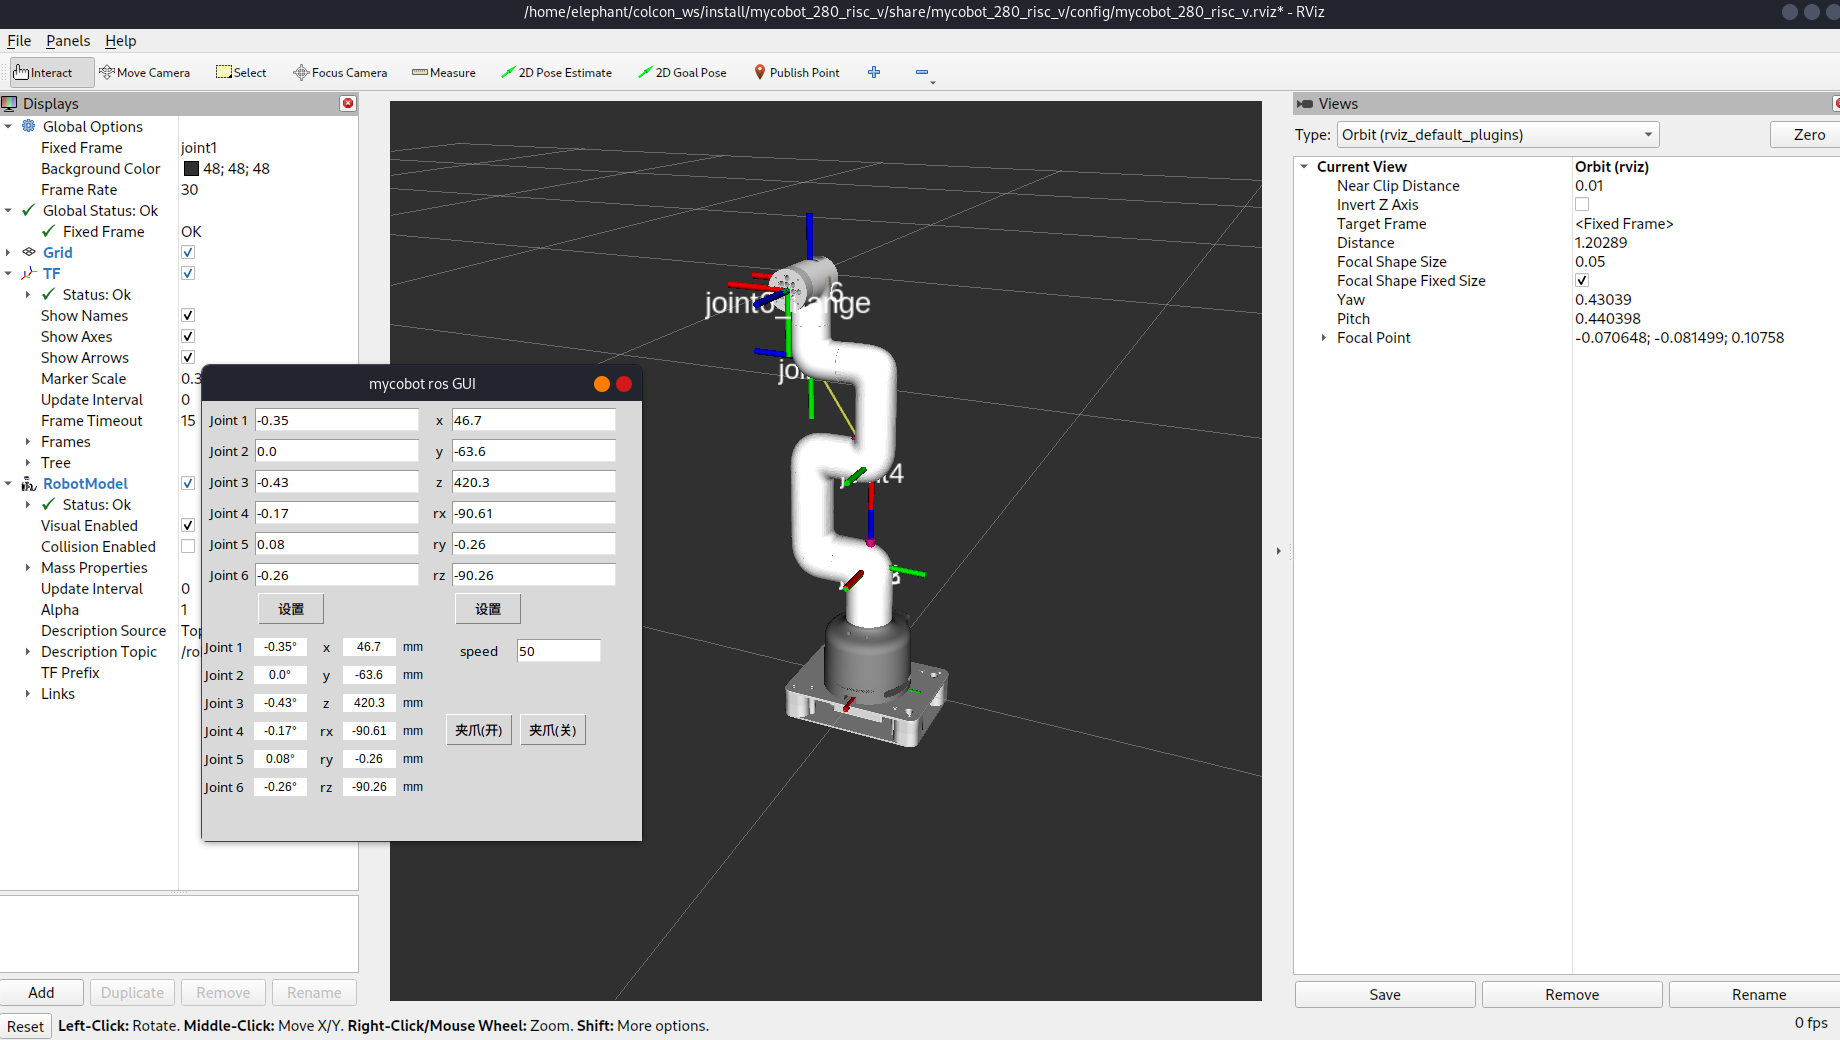 /home/elephant/colcon_ws/install/mycobot_280_risc_v/share/mycobot_280_risc_v/config/mycobot_280_risc_v.rviz* - RViz
File Panels Help
Interact Move Camera Select Focus Camera Measure 2D Pose Estimate 2D Goal Pose Publish Point
Displays
Global Options
Fixed Frame joint1
Background Color 48; 48; 48
Frame Rate 30
Global Status: Ok
Fixed Frame OK
Grid
TF
Status: Ok
Show Names
Show Axes
Show Arrows
Marker Scale 0.3
Update Interval 0
Frame Timeout 15
Frames
Tree
RobotModel
Status: Ok
Visual Enabled
Collision Enabled
Mass Properties
Update Interval 0
Alpha 1
Description Source
Description Topic
TF Prefix
Links
Add Duplicate Remove Rename
Reset Left-Click: Rotate. Middle-Click: Move X/Y. Right-Click/Mouse Wheel: Zoom. Shift: More options.
mycobot ros GUI
Joint 1 -0.35 x 46.7
Joint 2 0.0 y -63.6
Joint 3 -0.43 z 420.3
Joint 4 -0.17 rx -90.61
Joint 5 0.08 ry -0.26
Joint 6 -0.26 rz -90.26
设置 设置
Joint 1 -0.35° x 46.7 mm speed 50
Joint 2 0.0° y -63.6 mm
Joint 3 -0.43° z 420.3 mm
Joint 4 -0.17° rx -90.61 mm 夹爪(开) 夹爪(关)
Joint 5 0.08° ry -0.26 mm
Joint 6 -0.26° rz -90.26 mm
Views
Type: Orbit (rviz_default_plugins) Zero
Current View Orbit (rviz)
Near Clip Distance 0.01
Invert Z Axis
Target Frame <Fixed Frame>
Distance 1.20289
Focal Shape Size 0.05
Focal Shape Fixed Size
Yaw 0.43039
Pitch 0.440398
Focal Point -0.070648; -0.081499; 0.10758
Save Remove Rename
0 fps